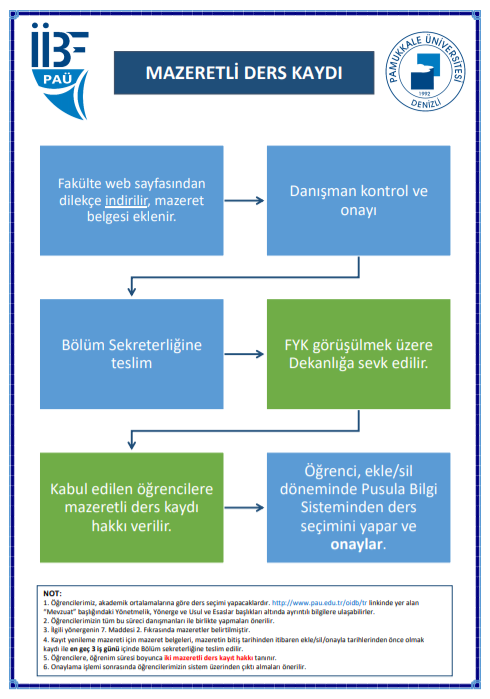 İİBF
PAÜ
MAZERETLİ DERS KAYDI
PAMUKKALE ÜNİVERSİTESİ
1992
DENİZLİ
Fakülte web sayfasından
dilekçe indirilir, mazeret
belgesi eklenir.
Danışman kontrol ve
onayı
Bölüm Sekreterliğine
teslim
FYK görüşülmek üzere
Dekanlığa sevk edilir.
Kabul edilen öğrencilere
mazeretli ders kaydı
hakkı verilir.
Öğrenci, ekle/sil
döneminde Pusula Bilgi
Sisteminden ders
seçimini yapar ve
onaylar.
NOT:
1. Öğrencilerimiz, akademik ortalamalarına göre ders seçimi yapacaklardır. http://www.pau.edu.tr/oidb/tr linkinde yer alan
"Mevzuat" başlığındaki Yönetmelik, Yönerge ve Usul ve Esaslar başlıkları altında ayrıntılı bilgilere ulaşabilirler.
2. Öğrencilerimizin tüm bu süreci danışmanları ile birlikte yapmaları önerilir.
3. İlgili yönergenin 7. Maddesi 2. Fıkrasında mazeretler belirtilmiştir.
4. Kayıt yenileme mazereti için mazeret belgeleri, mazeretin bitiş tarihinden itibaren ekle/sil/onayla tarihlerinden önce olmak
kaydı ile en geç 3 iş günü içinde Bölüm sekreterliğine teslim edilir.
5. Öğrencilere, öğrenim süresi boyunca iki mazeretli ders kayıt hakkı tanınır.
6. Onaylama işlemi sonrasında öğrencilerimizin sistem üzerinden çıktı almaları önerilir.